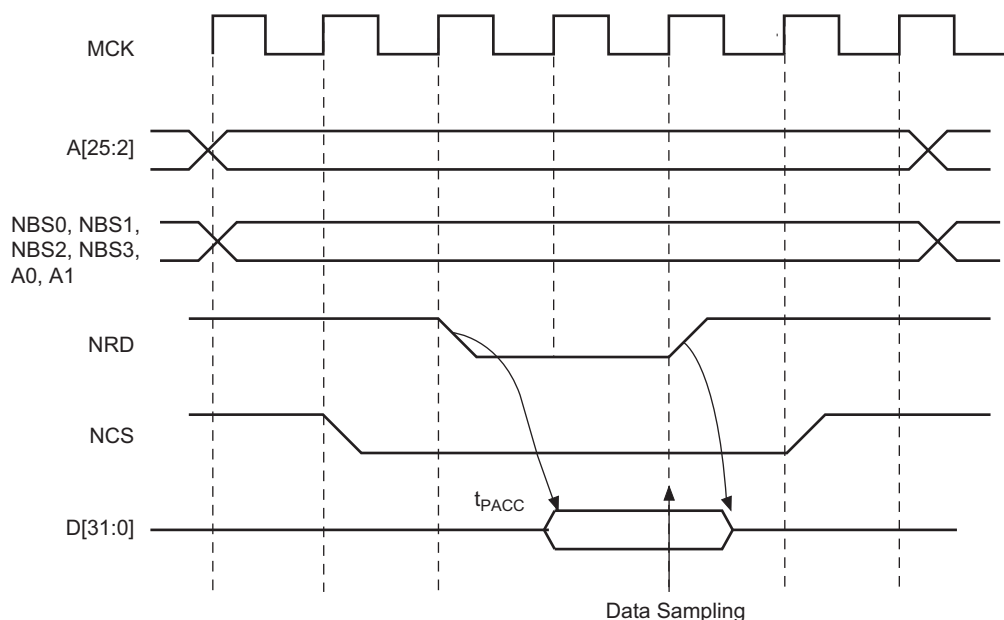 MCK
A[25:2]
NBS0, NBS1,
NBS2, NBS3,
A0, A1
NRD
NCS
tPACC
D[31:0]
Data Sampling